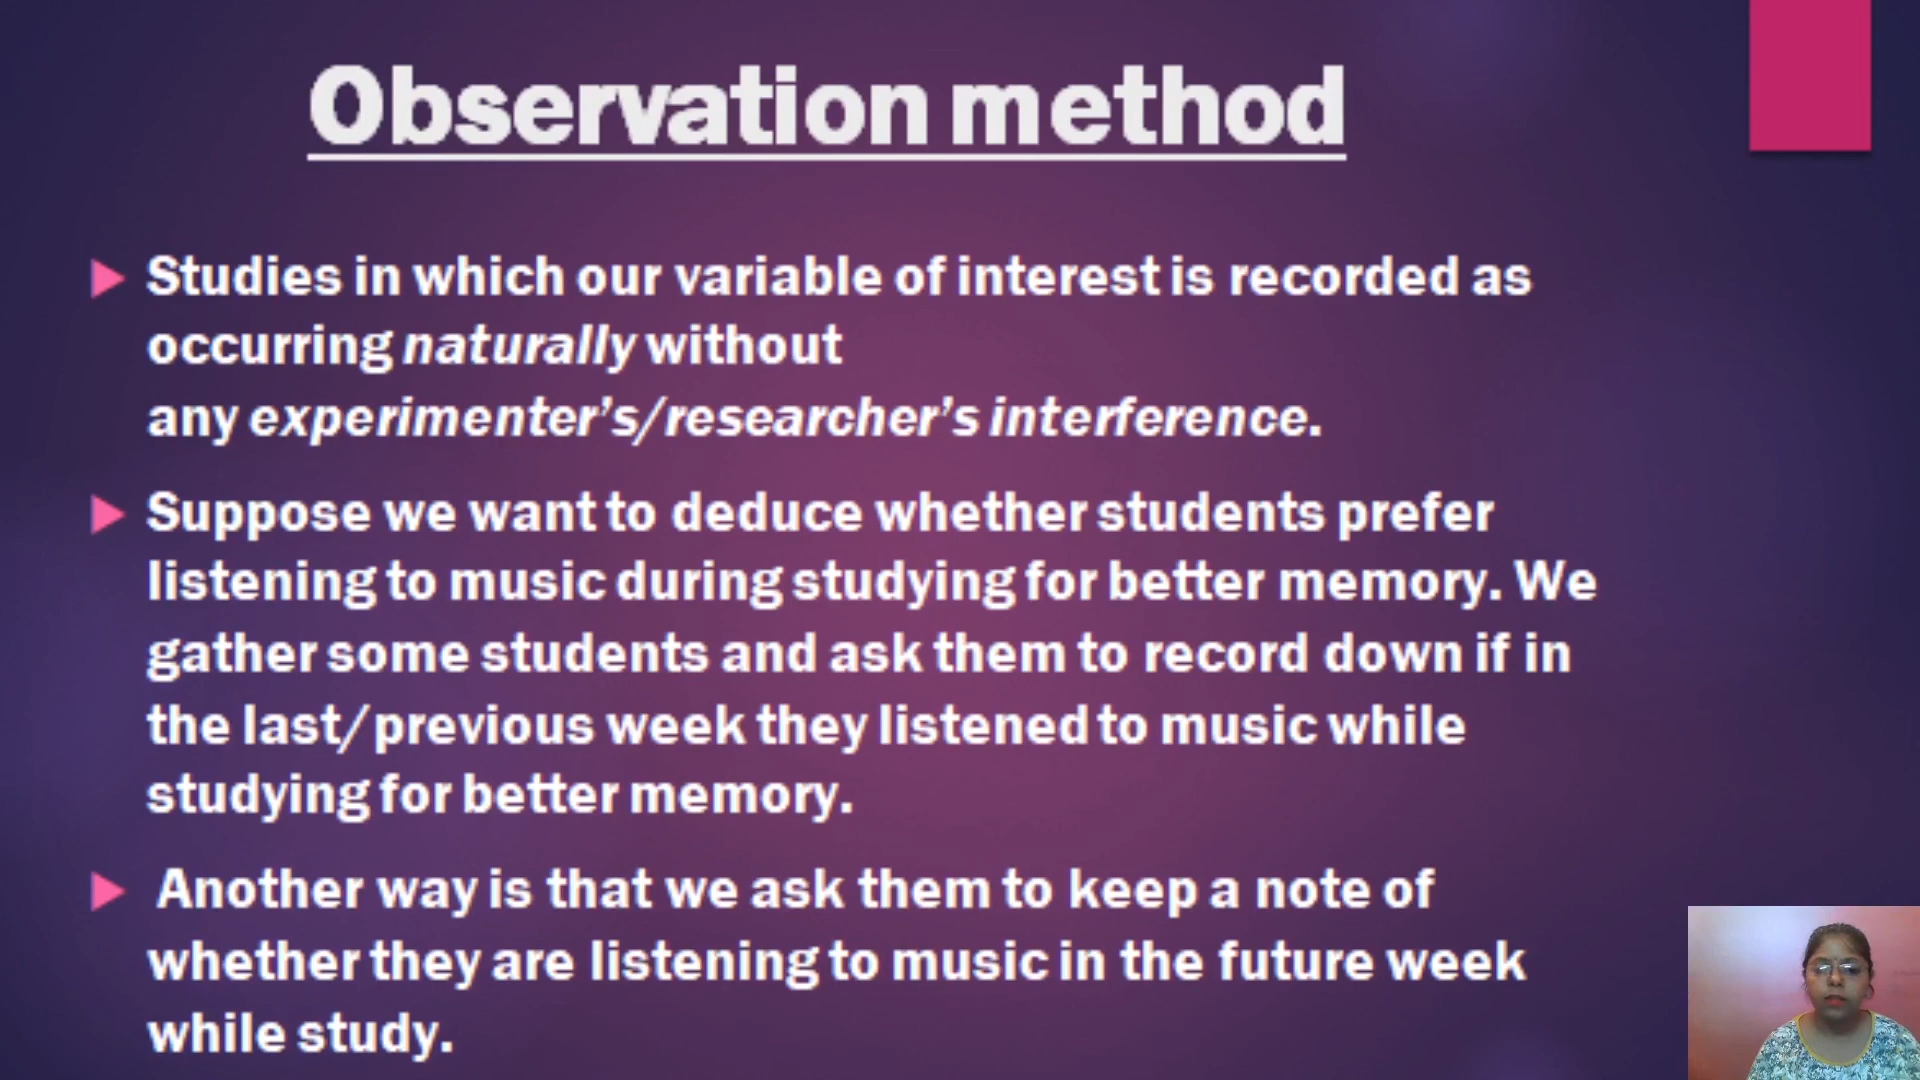 Observation method
Studies in which our variable of interest is recorded as
occurring naturally without
any experimenter’s/researcher’s interference.
Suppose we want to deduce whether students prefer
listening to music during studying for better memory. We
gather some students and ask them to record down if in
the last/previous week they listened to music while
studying for better memory.
Another way is that we ask them to keep a note of
whether they are listening to music in the future week
while study.